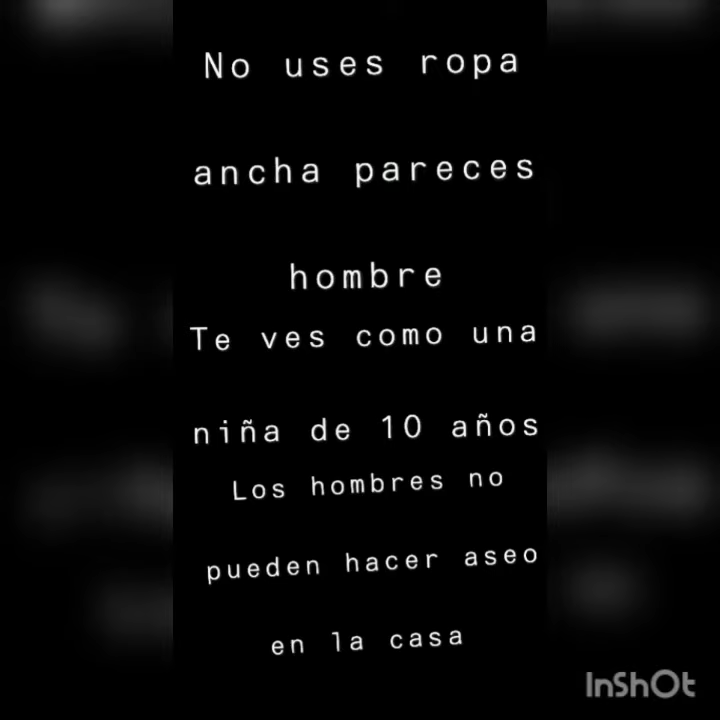 No uses ropa
ancha pareces
hombre
Te ves como una
niña de 10 años
Los hombres no
pueden hacer aseo
en la casa
InShOt